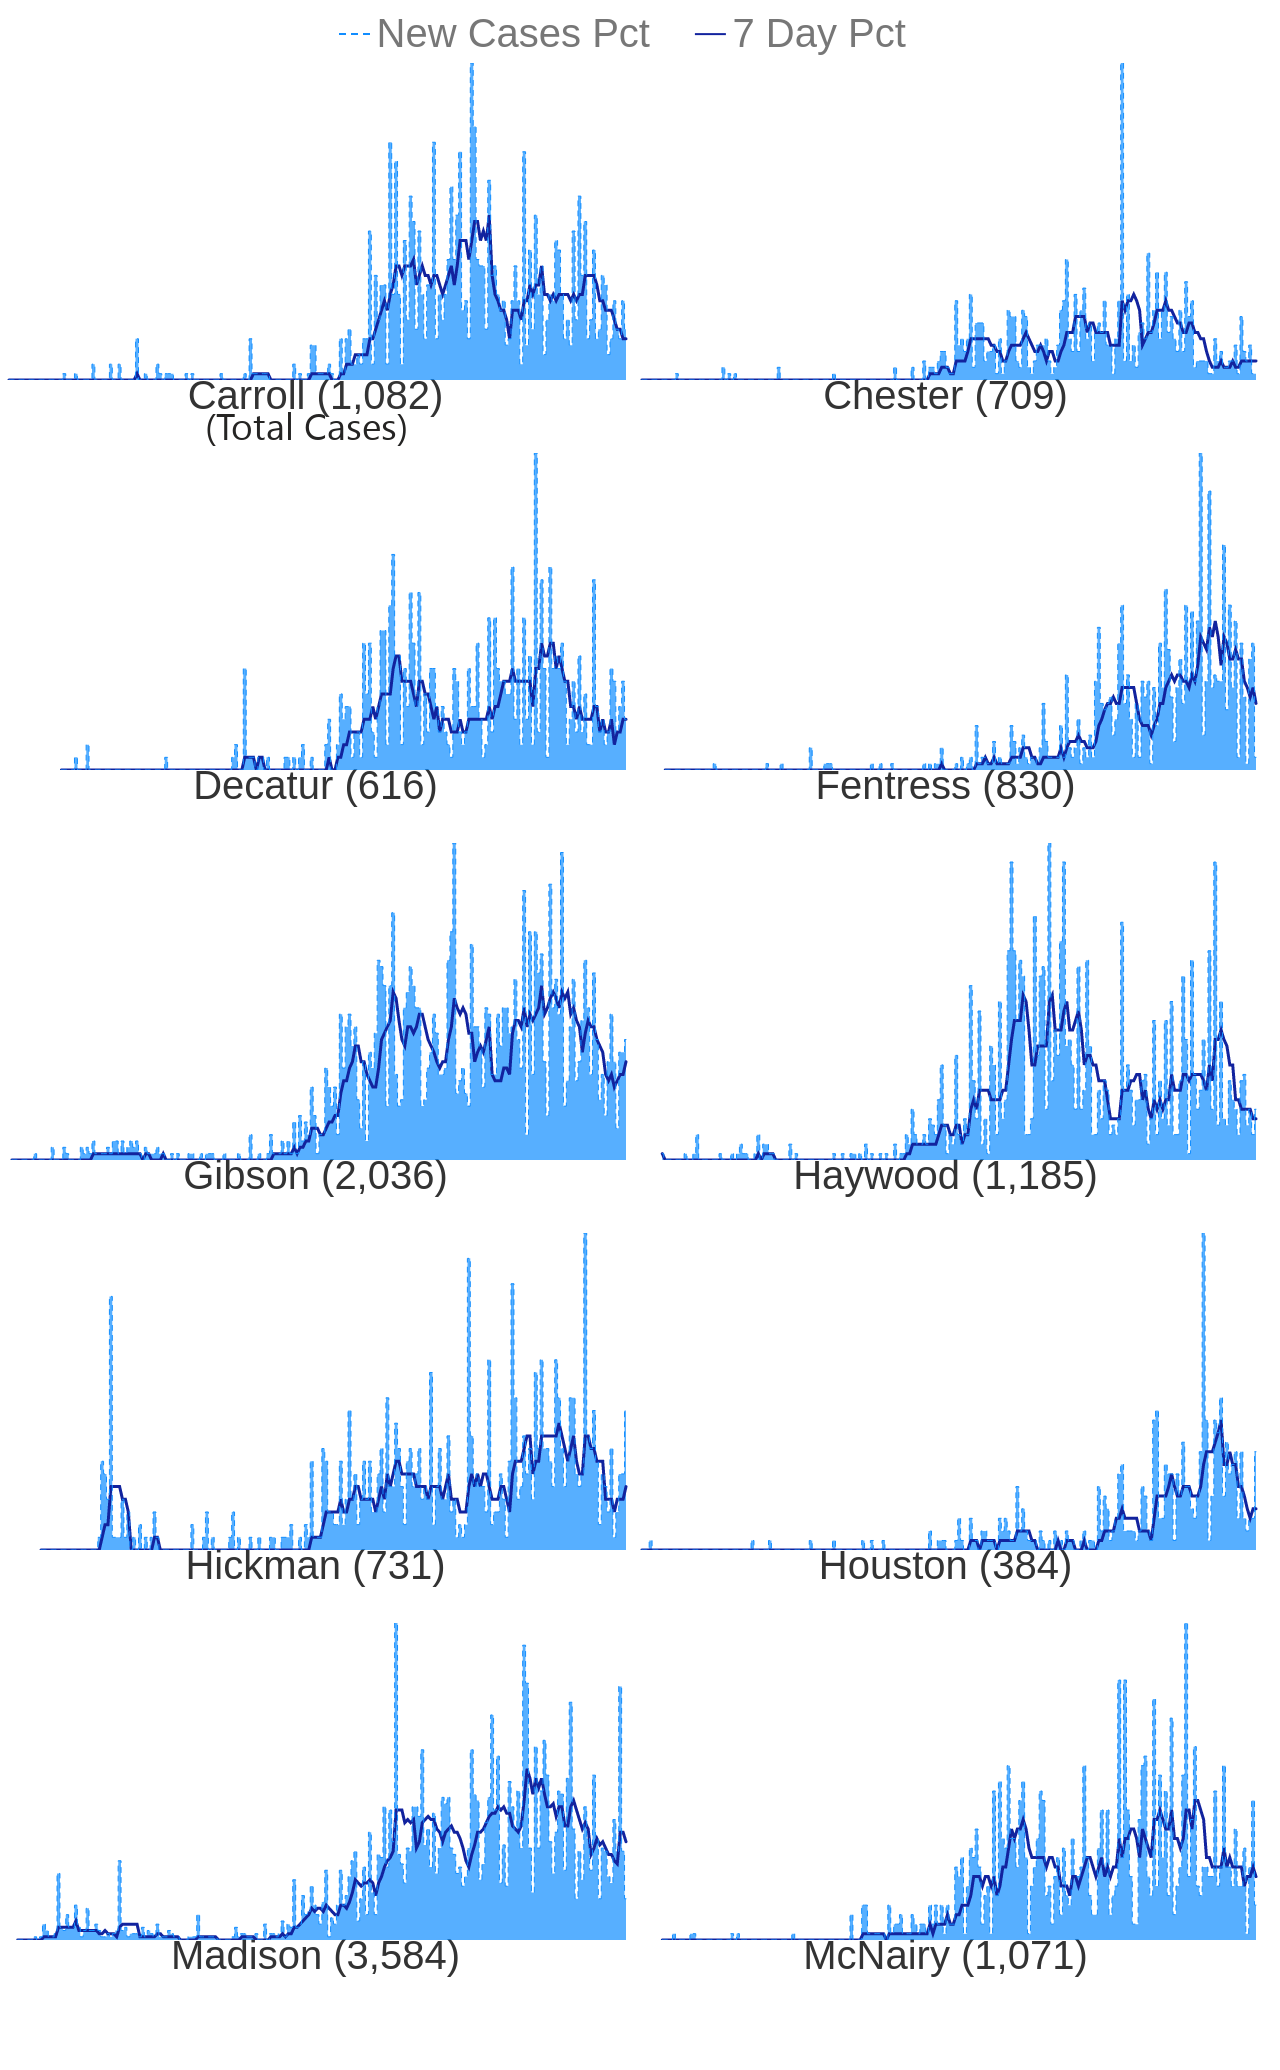 New Cases Pct 7 Day Pct
Carroll (1,082) Chester (709)
(Total Cases)
Decatur (616) Fentress (830)
Gibson (2,036) Haywood (1,185)
Hickman (731) Houston (384)
Madison (3,584) McNairy (1,071)